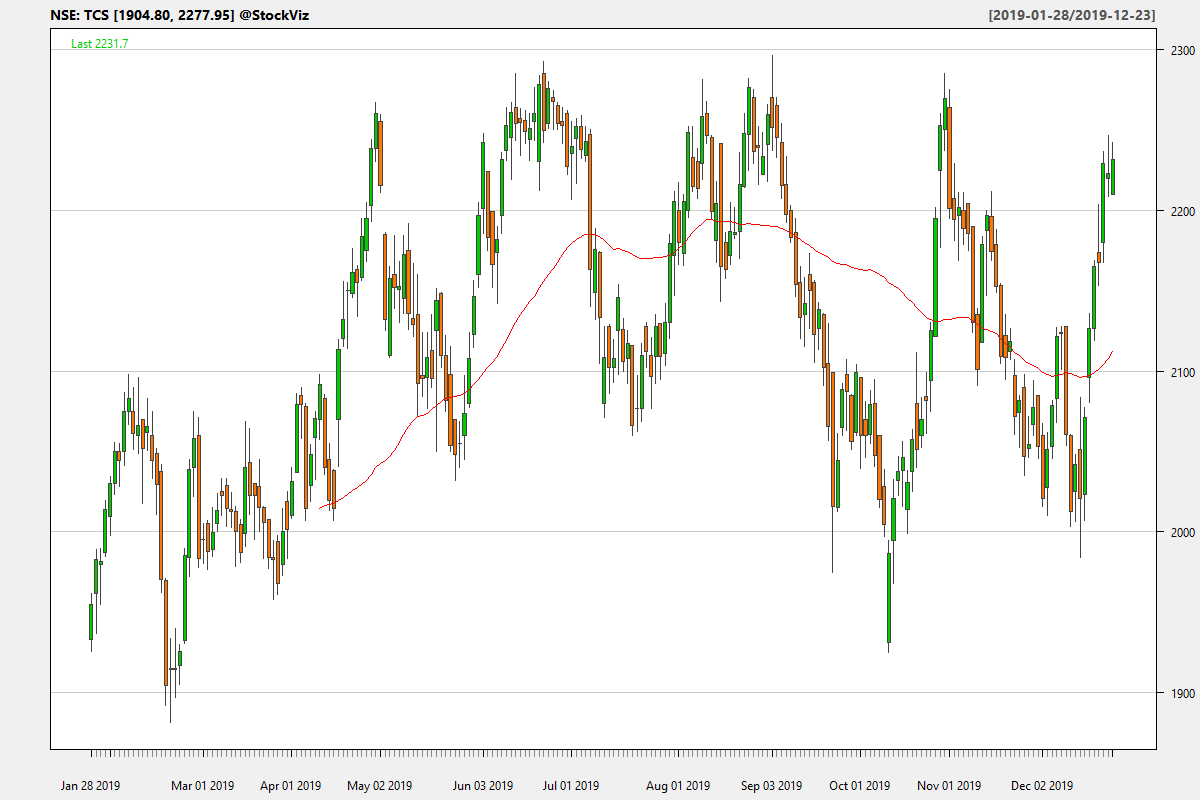 NSE: TCS [1904.80, 2277.95] @StockViz
[2019-01-28/2019-12-23]
Last 2231.7
2300
2200
2100
2000
1900
Jan 28 2019 Mar 01 2019 Apr 01 2019 May 02 2019 Jun 03 2019 Jul 01 2019 Aug 01 2019 Sep 03 2019 Oct 01 2019 Nov 01 2019 Dec 02 2019